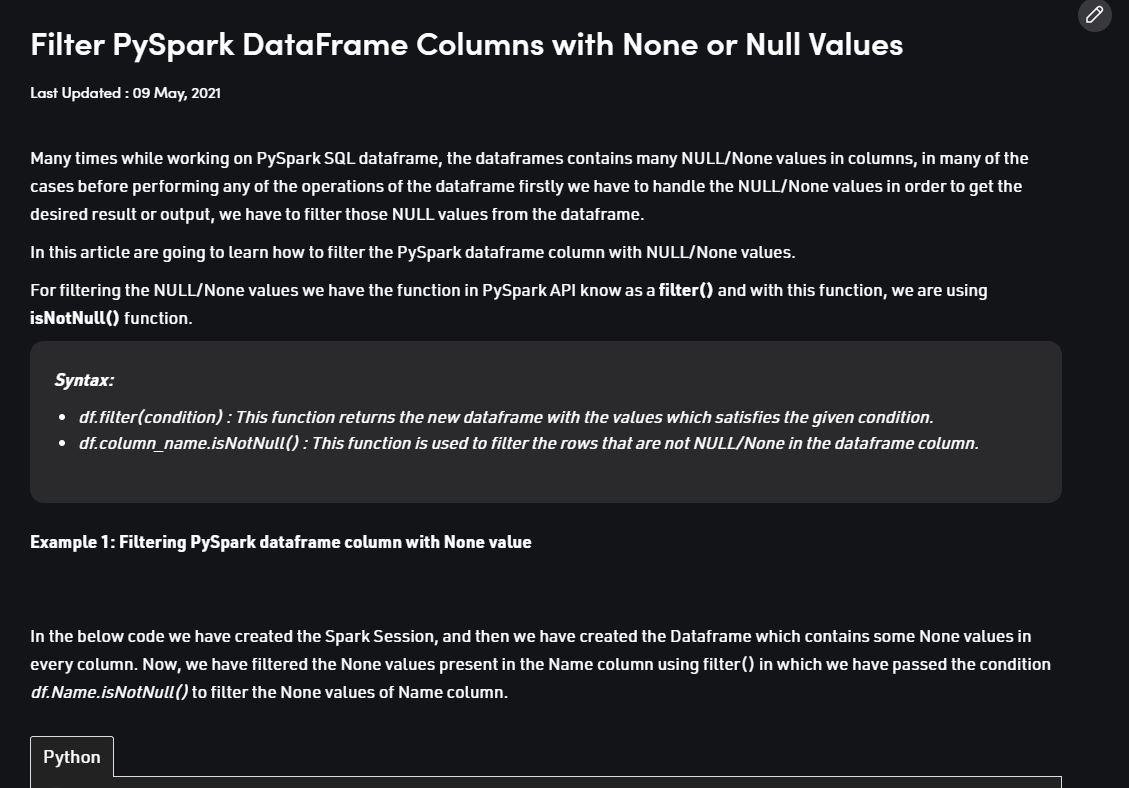 Filter PySpark DataFrame Columns with None or Null Values
Last Updated : 09 May, 2021
Many times while working on PySpark SQL dataframe, the dataframes contains many NULL/None values in columns, in many of the
cases before performing any of the operations of the dataframe firstly we have to handle the NULL/None values in order to get the
desired result or output, we have to filter those NULL values from the dataframe.
In this article are going to learn how to filter the PySpark dataframe column with NULL/None values.
For filtering the NULL/None values we have the function in PySpark API know as a filter() and with this function, we are using
isNotNull() function.
Syntax:
• df.filter(condition) : This function returns the new dataframe with the values which satisfies the given condition.
• df.column_name.isNotNull() : This function is used to filter the rows that are not NULL/None in the dataframe column.
Example 1: Filtering PySpark dataframe column with None value
In the below code we have created the Spark Session, and then we have created the Dataframe which contains some None values in
every column. Now, we have filtered the None values present in the Name column using filter() in which we have passed the condition
df.Name.isNotNull() to filter the None values of Name column.
Python